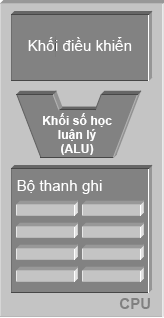 Khối điều khiển
Khối số học
luận lý
(ALU)
Bộ thanh ghi
CPU